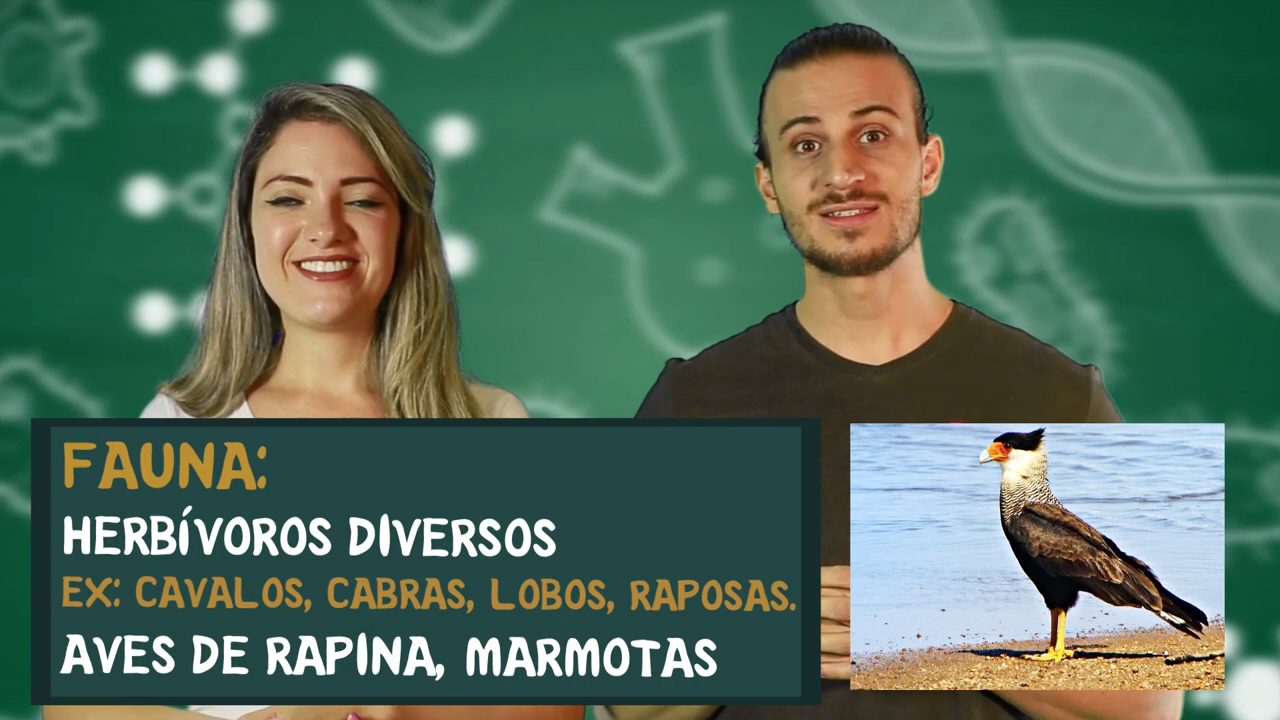 FAUNA:
HERBÍVOROS DIVERSOS
EX: CAVALOS, CABRAS, LOBOS, RAPOSAS.
AVES DE RAPINA, MARMOTAS